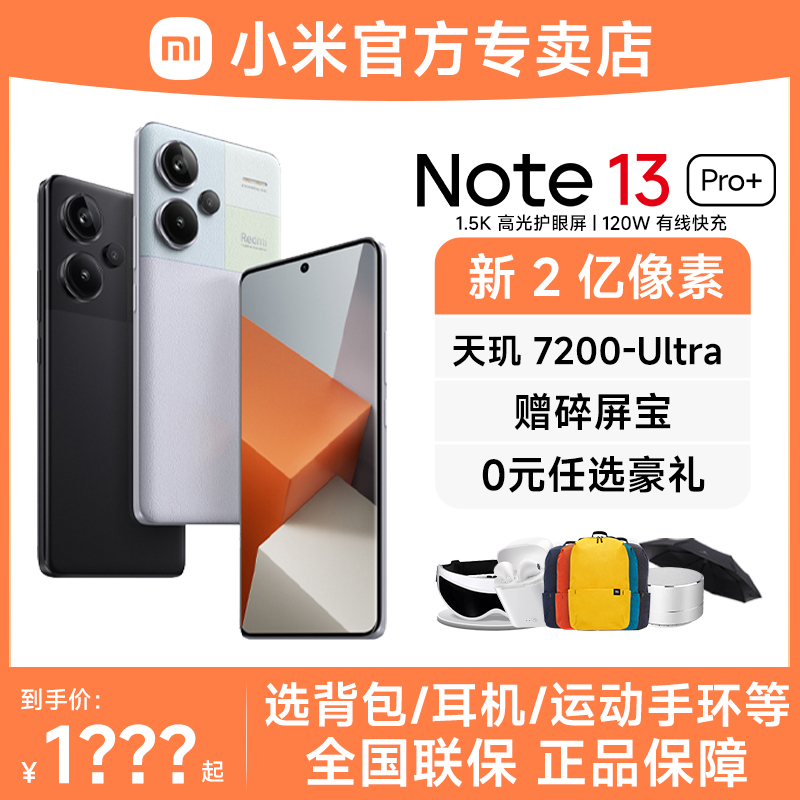 mi 小米官方专卖店
Note 13 Pro+
1.5K 高光护眼屏 | 120W 有线快充
新 2 亿像素
天玑 7200-Ultra
赠碎屏宝
0元任选豪礼
Redmi
到手价:
¥ 1???起
选背包/耳机/运动手环等
全国联保 正品保障